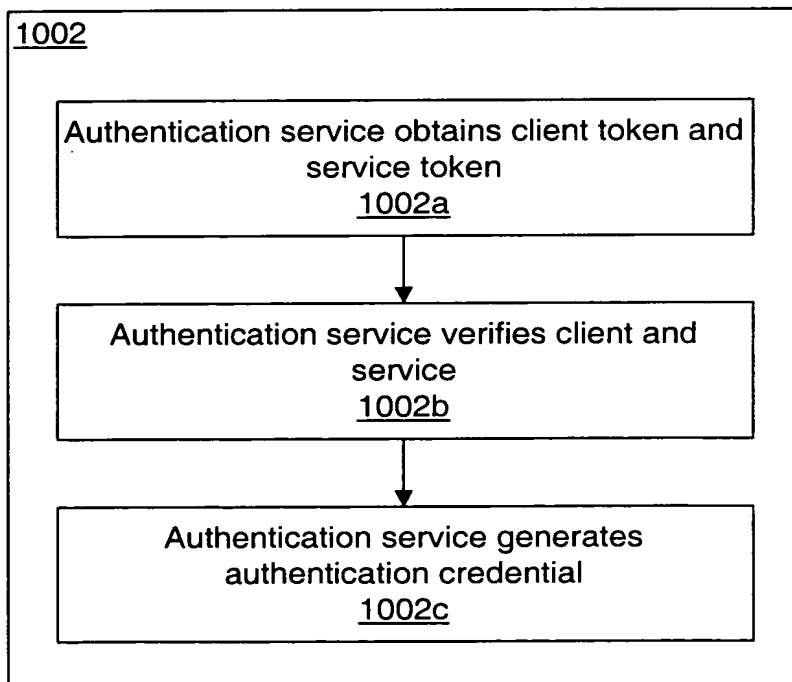 1002
Authentication service obtains client token and
service token
1002a
Authentication service verifies client and
service
1002b
Authentication service generates
authentication credential
1002c